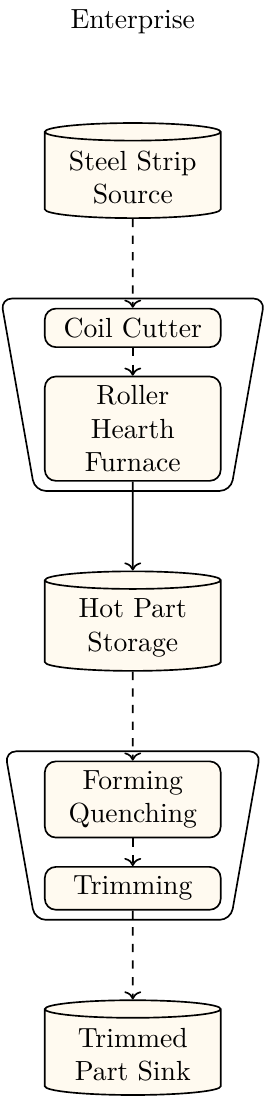 Enterprise
Steel Strip
Source
Coil Cutter
Roller
Hearth
Furnace
Hot Part
Storage
Forming
Quenching
Trimming
Trimmed
Part Sink